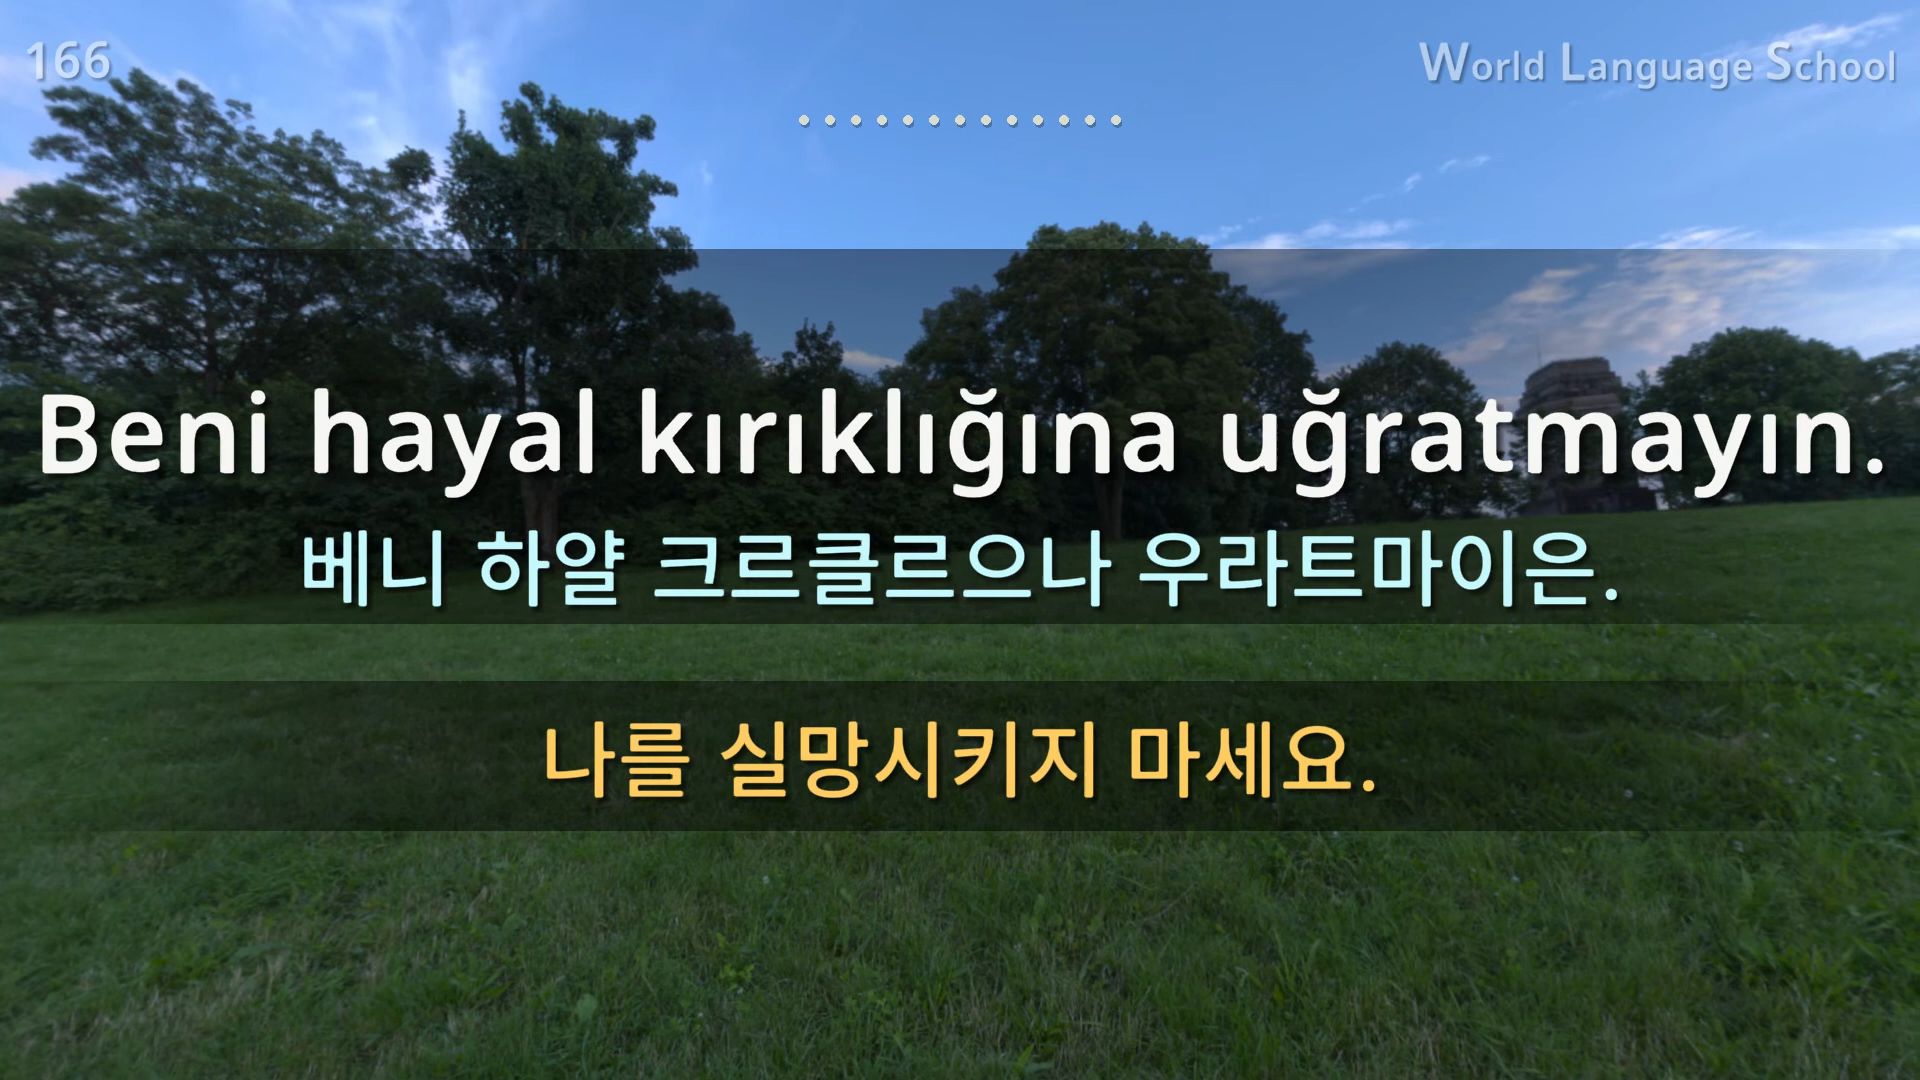 166
World Language School
Beni hayal kırıklığına uğratmayın.
베니 하얄 크르클르으나 우라트마이은.
나를 실망시키지 마세요.